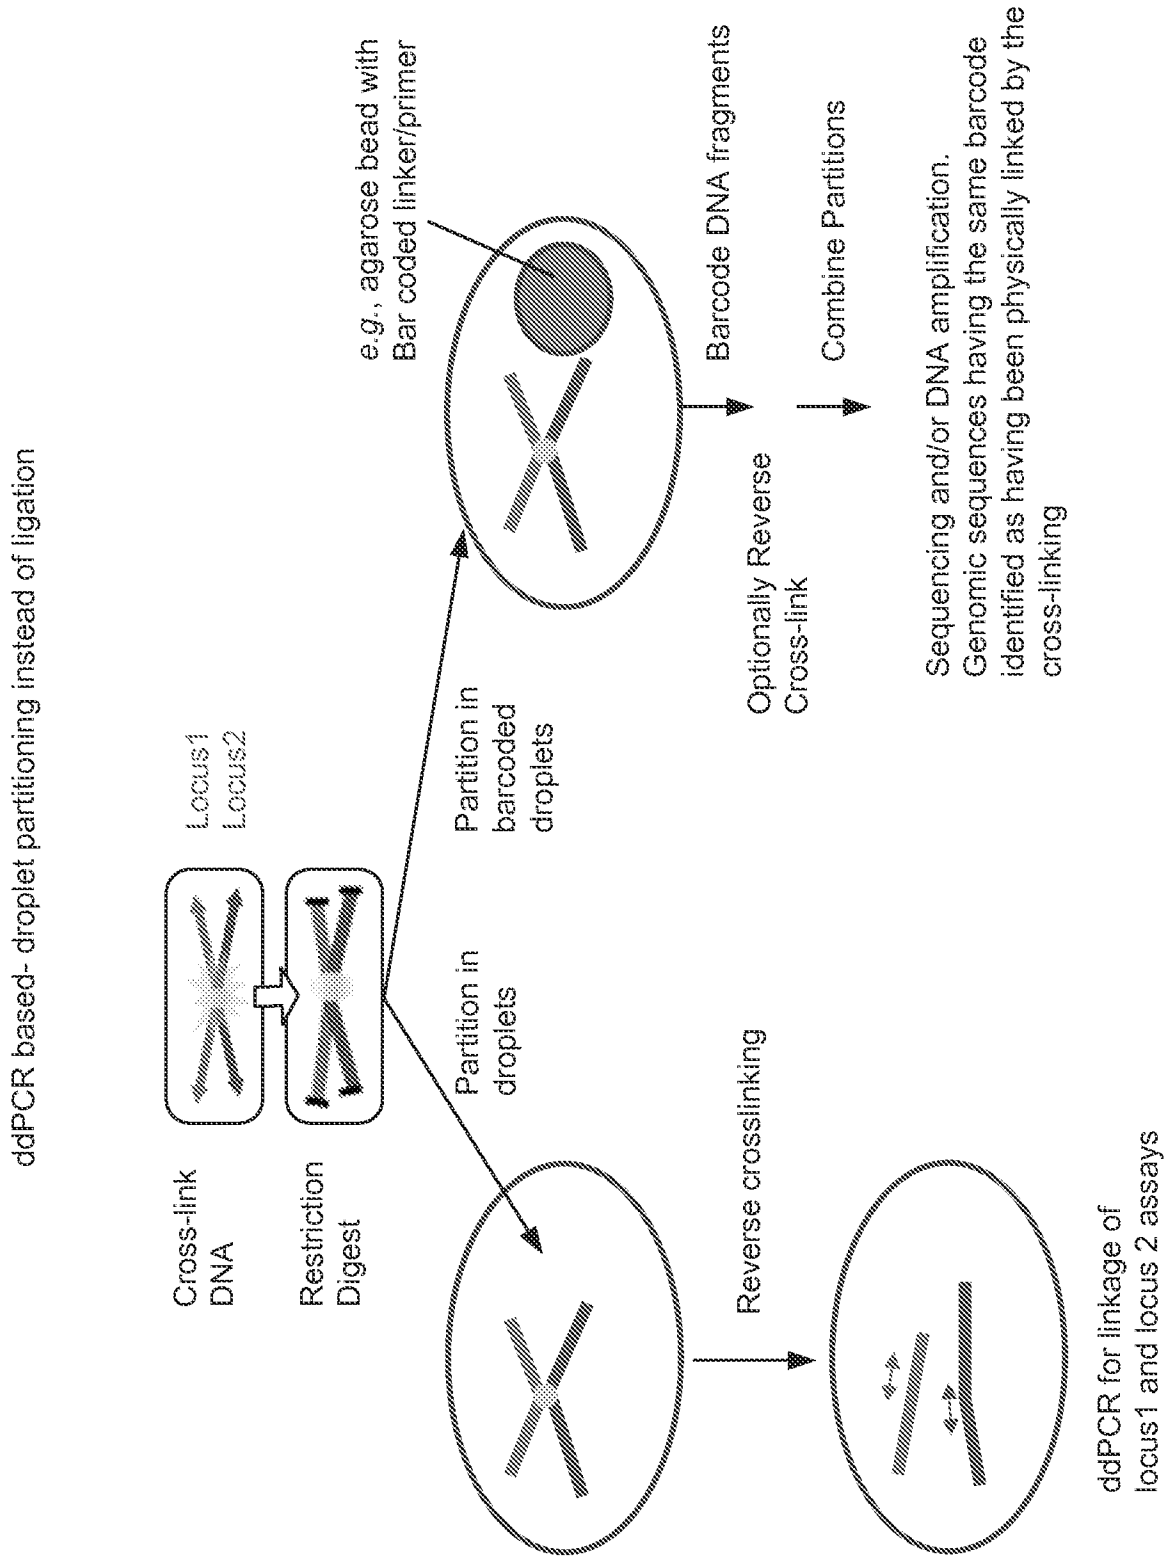 ddPCR based- droplet partitioning instead of ligation
Cross-link
DNA
Locus1
Locus2
Restriction
Digest
Partition in
droplets
Partition in
barcoded
droplets
e.g., agarose bead with
Bar coded linker/primer
Reverse crosslinking
ddPCR for linkage of
locus1 and locus 2 assays
Optionally Reverse
Cross-link
Barcode DNA fragments
Combine Partitions
Sequencing and/or DNA amplification.
Genomic sequences having the same barcode
identified as having been physically linked by the
cross-linking